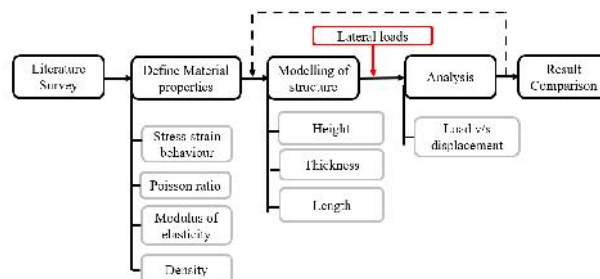 Lateral loads
Literature
Survey
Define Material
properties
Modelling of
structure
Analysis
Result
Comparison
Stress strain
behaviour
Poisson ratio
Modulus of
elasticity
Density
Height
Thickness
Length
Load v/s
displacement